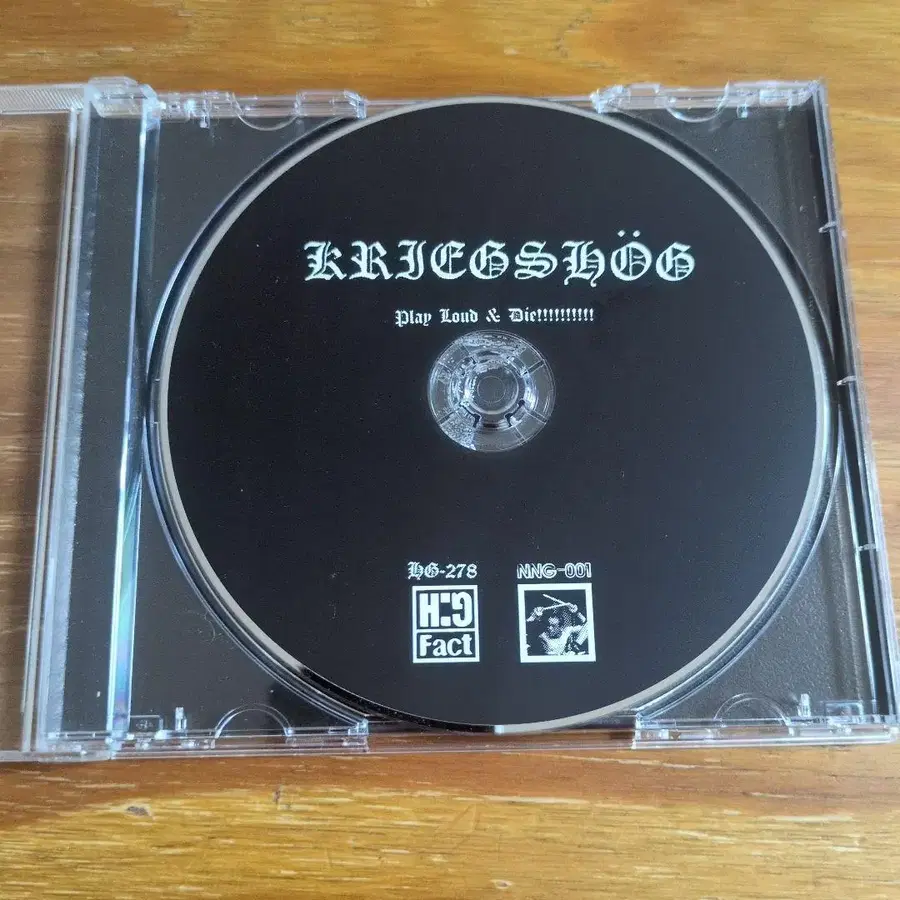 KRIEGSHÖG
Play Loud & Die!!!!!!!!!!
HG-278
NNG-001
H:G
Fact